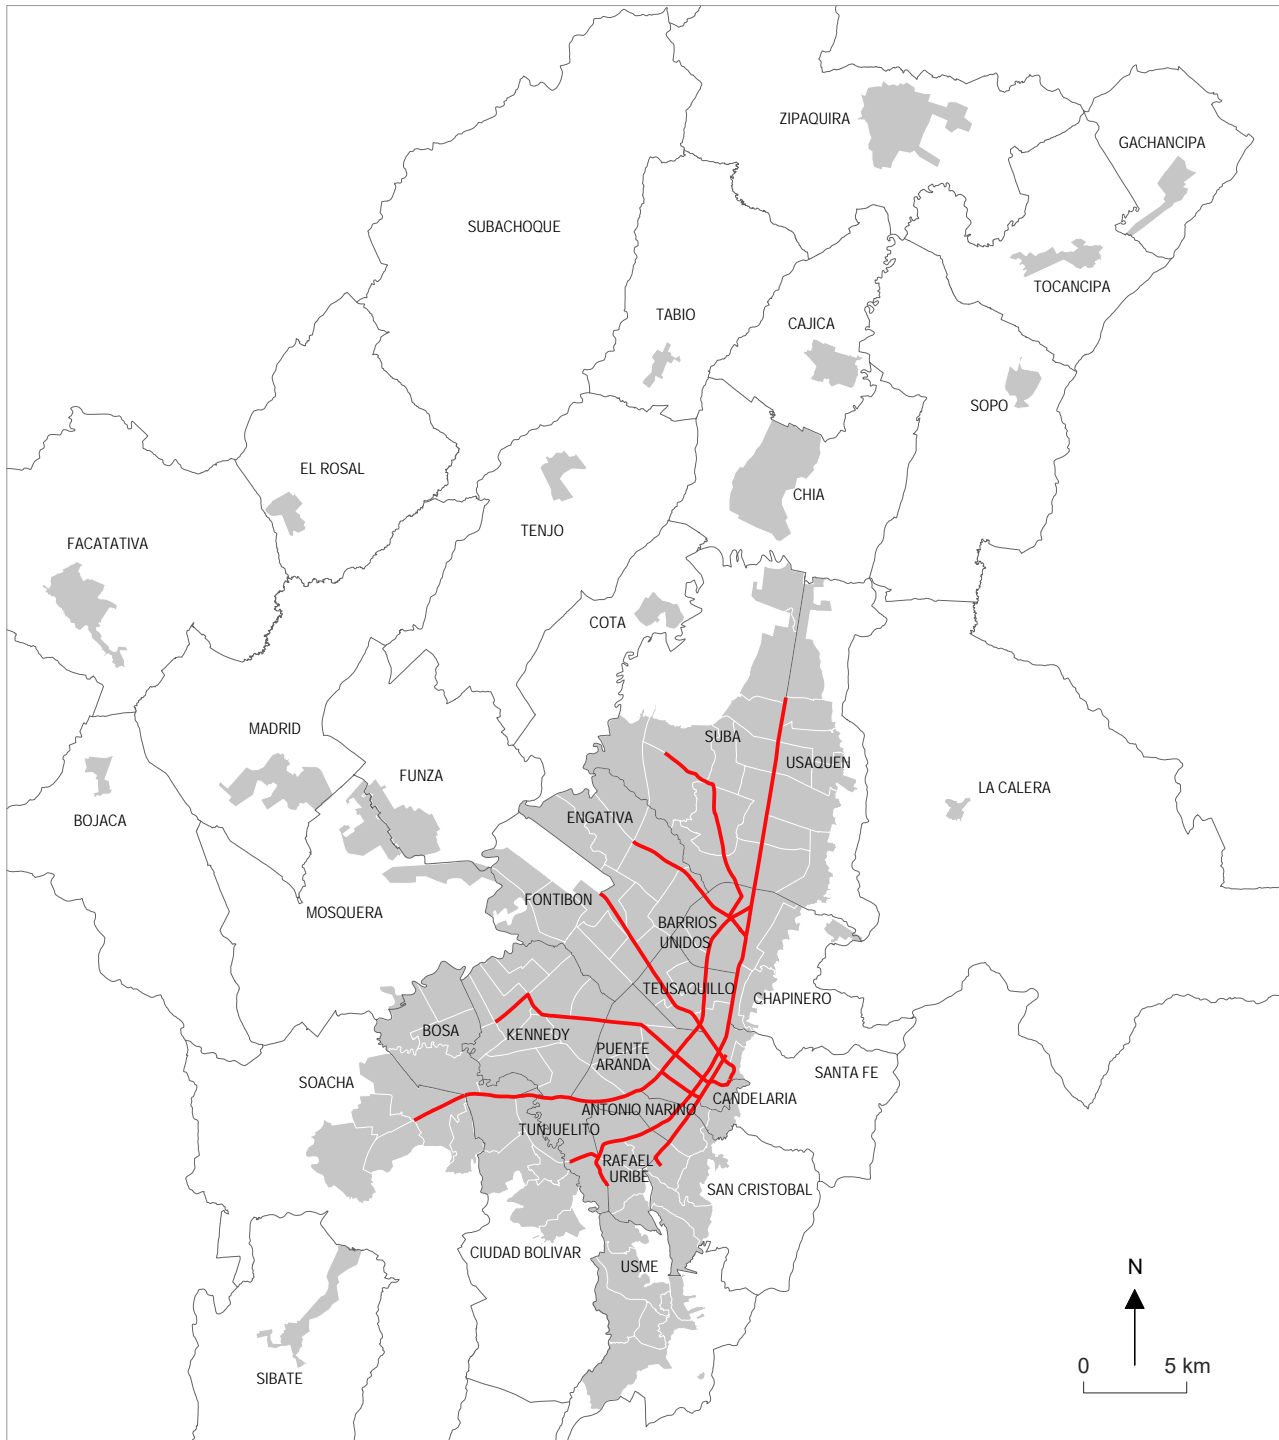 ZIPAQUIRA
GACHANCIPA
SUBACHOQUE
TOCANCIPA
TABIO
CAJICA
SOPO
EL ROSAL
CHIA
TENJO
FACATATIVA
COTA
MADRID
SUBA
USAQUEN
FUNZA
LA CALERA
BOJACA
ENGATIVA
FONTIBON
MOSQUERA
BARRIOS
UNIDOS
TEUSAQUILLO
CHAPINERO
BOSA
KENNEDY
PUENTE
ARANDA
SANTA FE
SOACHA
CANDELARIA
ANTONIO NARINO
TUNJUELITO
RAFAEL
URIBE
SAN CRISTOBAL
CIUDAD BOLIVAR
USME
SIBATE
N
0 5 km